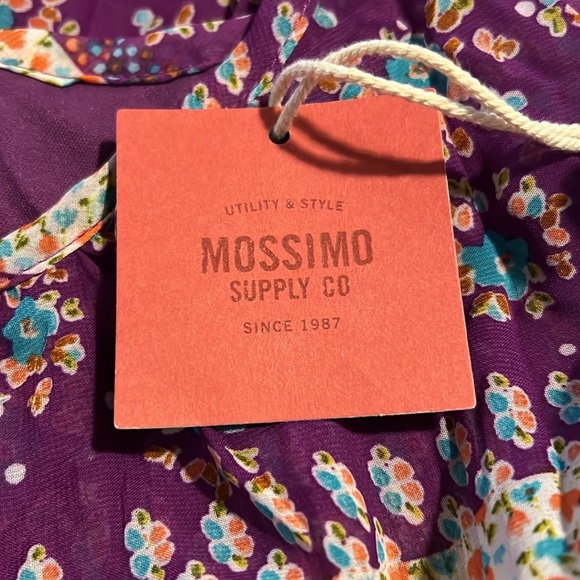 UTILITY & STYLE
MOSSIMO
SUPPLY CO
SINCE 1987